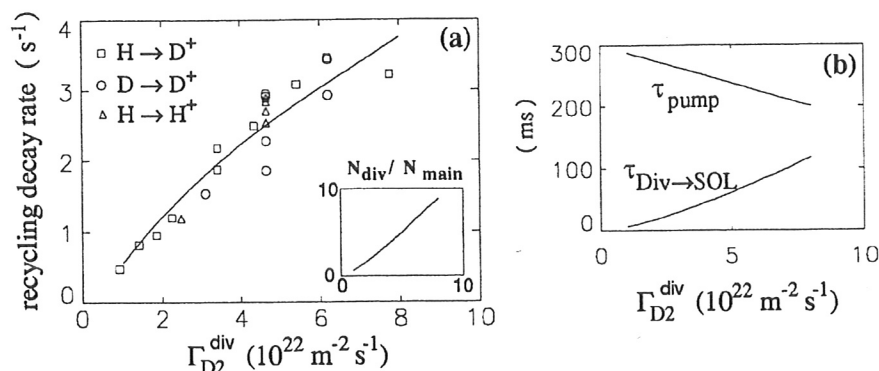 recycling decay rate ( s⁻¹)
4
3
2
1
0
(a)
□ H → D⁺
○ D → D⁺
△ H → H⁺
N_div/ N_main
10
0
0 10
0 2 4 6 8 10
Γ_D2^div (10²² m⁻² s⁻¹)
(ms)
300
200
100
0
(b)
τ_pump
τ_Div→SOL
0 5 10
Γ_D2^div (10²² m⁻² s⁻¹)